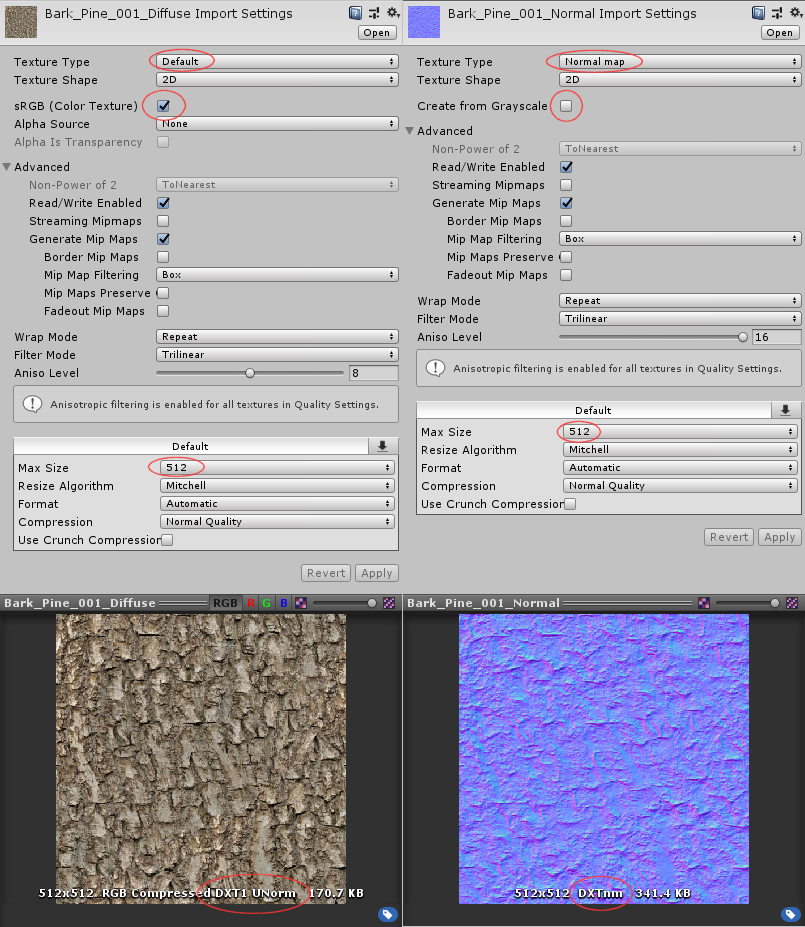 Bark_Pine_001_Diffuse Import Settings
Open
Texture Type Default
Texture Shape 2D
sRGB (Color Texture)
Alpha Source None
Alpha Is Transparency
Advanced
Non-Power of 2 ToNearest
Read/Write Enabled
Streaming Mipmaps
Generate Mip Maps
Border Mip Maps
Mip Map Filtering Box
Mip Maps Preserve
Fadeout Mip Maps
Wrap Mode Repeat
Filter Mode Trilinear
Aniso Level 8
Anisotropic filtering is enabled for all textures in Quality Settings.
Default
Max Size 512
Resize Algorithm Mitchell
Format Automatic
Compression Normal Quality
Use Crunch Compression
Revert Apply
Bark_Pine_001_Diffuse RGB R G B
512x512 RGB Compressed DXT1 UNorm 170.7 KB
Bark_Pine_001_Normal Import Settings
Open
Texture Type Normal map
Texture Shape 2D
Create from Grayscale
Advanced
Non-Power of 2 ToNearest
Read/Write Enabled
Streaming Mipmaps
Generate Mip Maps
Border Mip Maps
Mip Map Filtering Box
Mip Maps Preserve
Fadeout Mip Maps
Wrap Mode Repeat
Filter Mode Trilinear
Aniso Level 16
Anisotropic filtering is enabled for all textures in Quality Settings.
Default
Max Size 512
Resize Algorithm Mitchell
Format Automatic
Compression Normal Quality
Use Crunch Compression
Revert Apply
Bark_Pine_001_Normal
512x512 DXTnm 341.4 KB